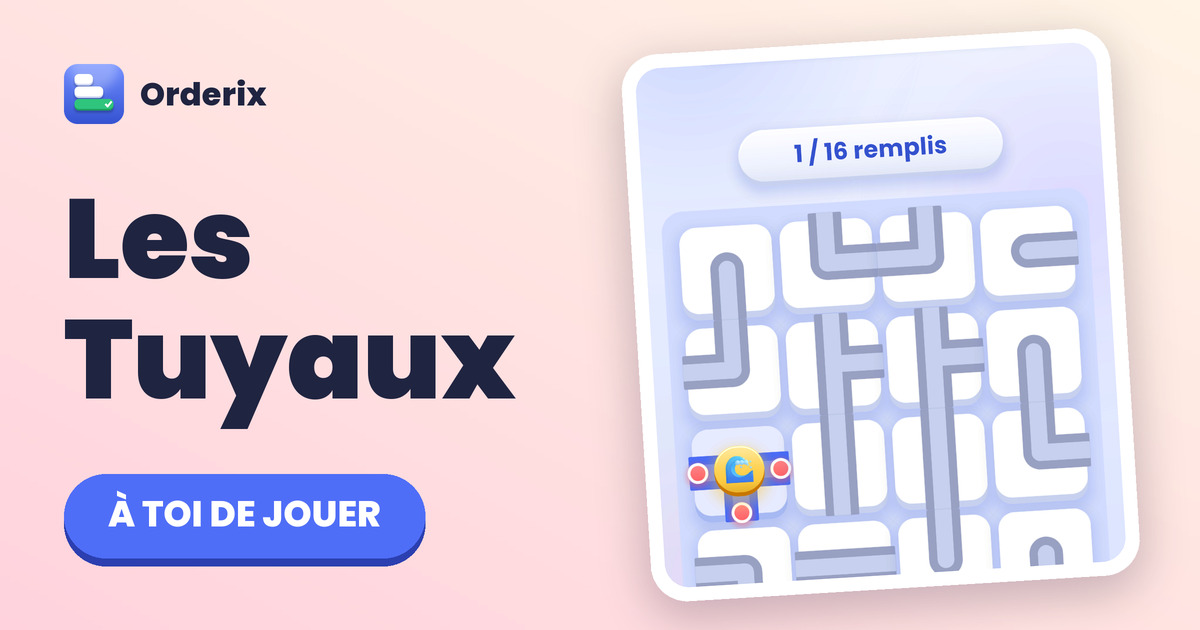 Orderix
Les
Tuyaux
À TOI DE JOUER
1 / 16 remplis